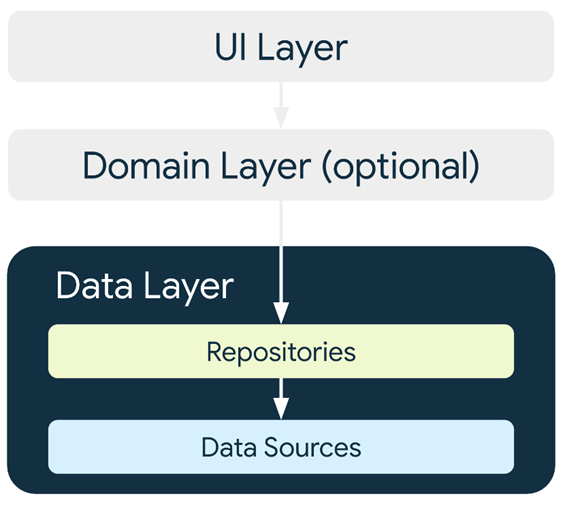 UI Layer
Domain Layer (optional)
Data Layer
Repositories
Data Sources